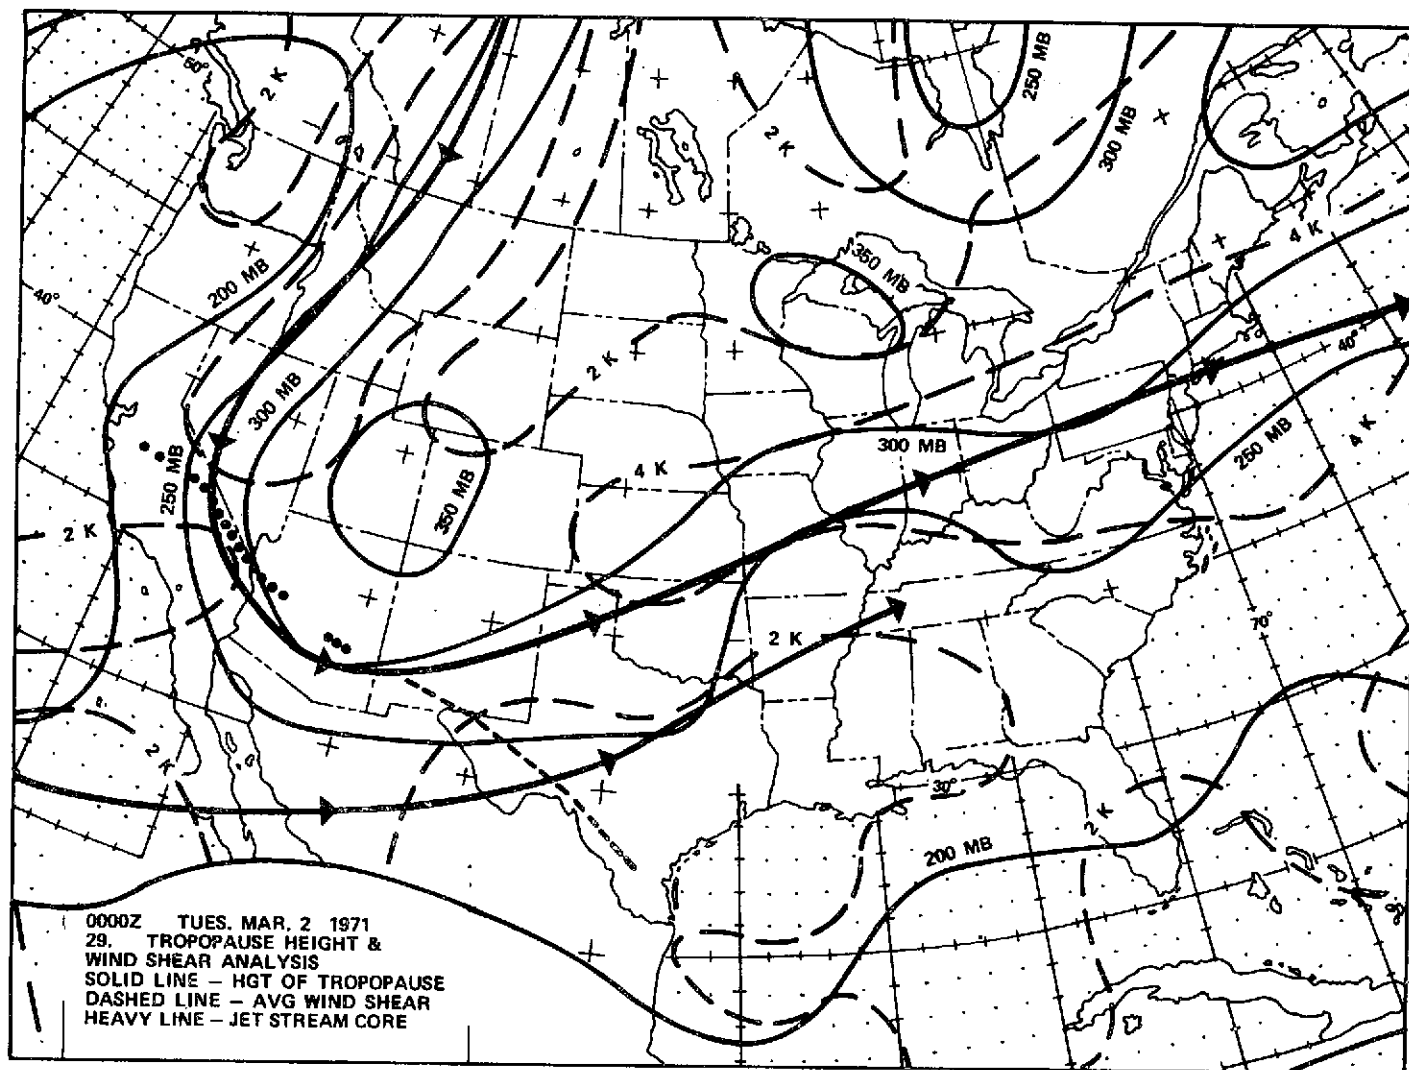 50°
2 K
250 MB
300 MB
2 K
4 K
350 MB
200 MB
40°
40°
2 K
300 MB
300 MB
4 K
250 MB
4 K
250 MB
350 MB
2 K
70°
2 K
2 K
30°
2 K
200 MB
0000Z TUES. MAR. 2 1971
29. TROPOPAUSE HEIGHT &
WIND SHEAR ANALYSIS
SOLID LINE – HGT OF TROPOPAUSE
DASHED LINE – AVG WIND SHEAR
HEAVY LINE – JET STREAM CORE